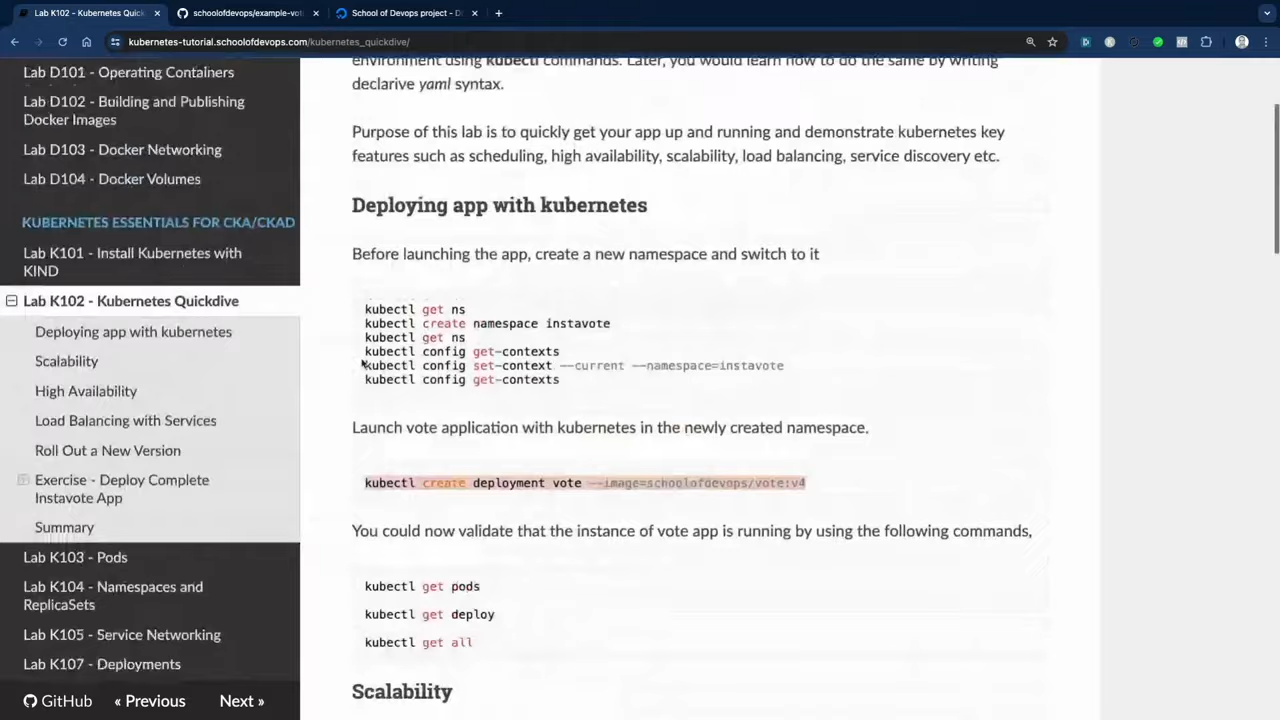 Lab K102 - Kubernetes Quickdive
schoolofdevops/example-vot
School of Devops project - D
kubernetes-tutorial.schoolofdevops.com/kubernetes_quickdive/
Lab D101 - Operating Containers
Lab D102 - Building and Publishing
Docker Images
Lab D103 - Docker Networking
Lab D104 - Docker Volumes
KUBERNETES ESSENTIALS FOR CKA/CKAD
Lab K101 - Install Kubernetes with
KIND
Lab K102 - Kubernetes Quickdive
Deploying app with kubernetes
Scalability
High Availability
Load Balancing with Services
Roll Out a New Version
Exercise - Deploy Complete
Instavote App
Summary
Lab K103 - Pods
Lab K104 - Namespaces and
ReplicaSets
Lab K105 - Service Networking
Lab K107 - Deployments
GitHub
« Previous
Next »
environment using kubectl commands. Later, you would learn how to do the same by writing
declarive yaml syntax.
Purpose of this lab is to quickly get your app up and running and demonstrate kubernetes key
features such as scheduling, high availability, scalability, load balancing, service discovery etc.
Deploying app with kubernetes
Before launching the app, create a new namespace and switch to it
kubectl get ns
kubectl create namespace instavote
kubectl get ns
kubectl config get-contexts
kubectl config set-context --current --namespace=instavote
kubectl config get-contexts
Launch vote application with kubernetes in the newly created namespace.
kubectl create deployment vote --image=schoolofdevops/vote:v4
You could now validate that the instance of vote app is running by using the following commands,
kubectl get pods
kubectl get deploy
kubectl get all
Scalability